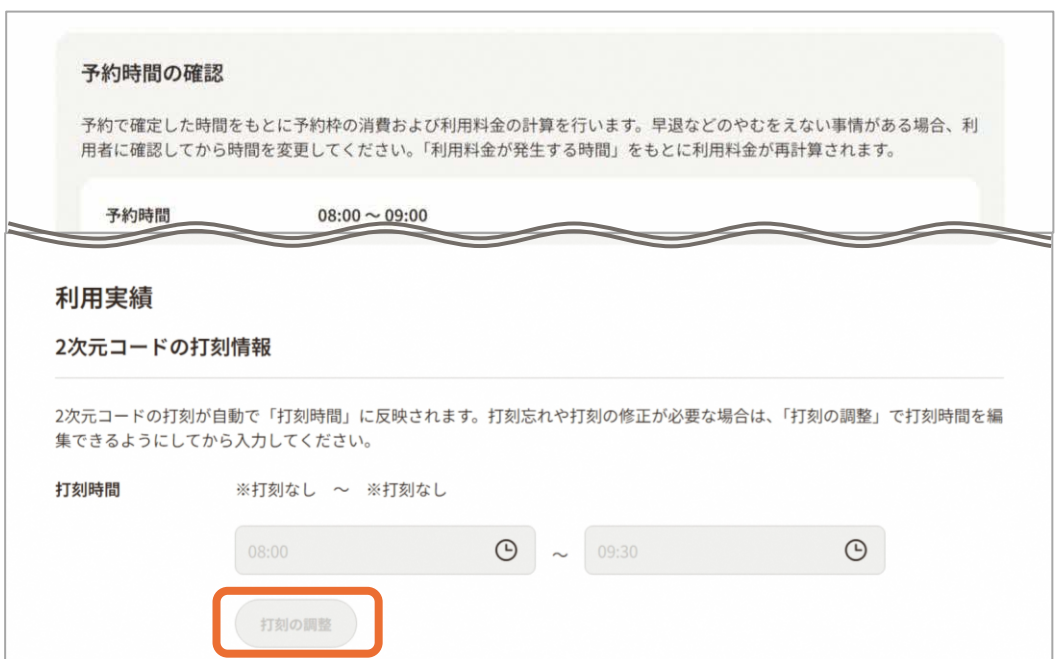 予約時間の確認
予約で確定した時間をもとに予約枠の消費および利用料金の計算を行います。早退などのやむをえない事情がある場合、利
用者に確認してから時間を変更してください。「利用料金が発生する時間」をもとに利用料金が再計算されます。
予約時間 08:00 ～ 09:00
利用実績
2次元コードの打刻情報
2次元コードの打刻が自動で「打刻時間」に反映されます。打刻忘れや打刻の修正が必要な場合は、「打刻の調整」で打刻時間を編
集できるようにしてから入力してください。
打刻時間 ※打刻なし ～ ※打刻なし
08:00 ～ 09:30
打刻の調整